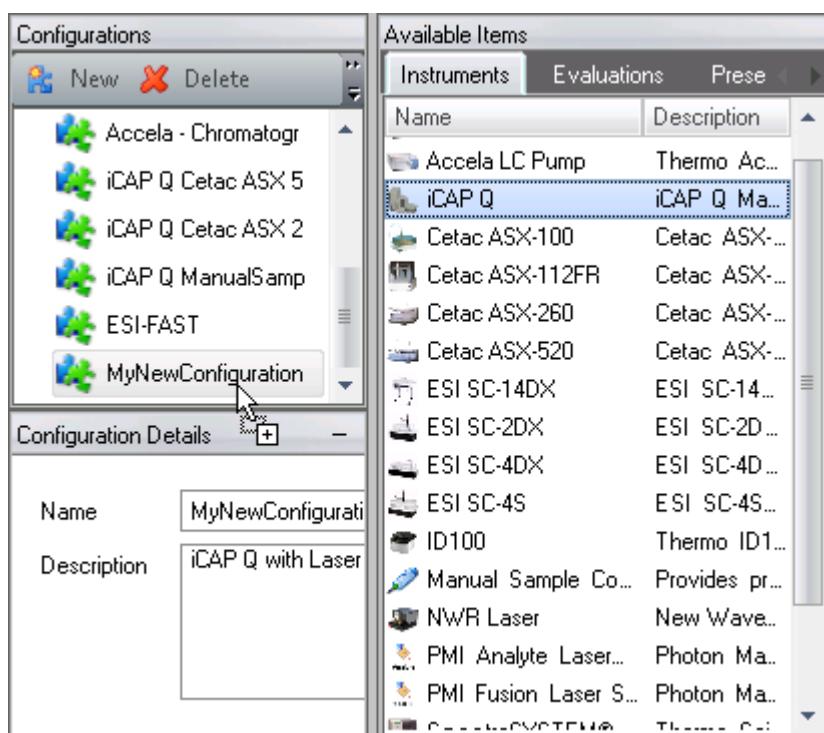 Configurations
New Delete
Accela - Chromatogr
iCAP Q Cetac ASX 5
iCAP Q Cetac ASX 2
iCAP Q ManualSamp
ESI-FAST
MyNewConfiguration
Configuration Details
Name MyNewConfigurati
Description iCAP Q with Laser
Available Items
Instruments Evaluations Prese
Name Description
Accela LC Pump Thermo Ac...
iCAP Q iCAP Q Ma...
Cetac ASX-100 Cetac ASX-...
Cetac ASX-112FR Cetac ASX-...
Cetac ASX-260 Cetac ASX-...
Cetac ASX-520 Cetac ASX-...
ESI SC-14DX ESI SC-14...
ESI SC-2DX ESI SC-2D...
ESI SC-4DX ESI SC-4D...
ESI SC-4S ESI SC-4S...
ID100 Thermo ID1...
Manual Sample Co... Provides pr...
NWR Laser New Wave...
PMI Analyte Laser... Photon Ma...
PMI Fusion Laser S... Photon Ma...